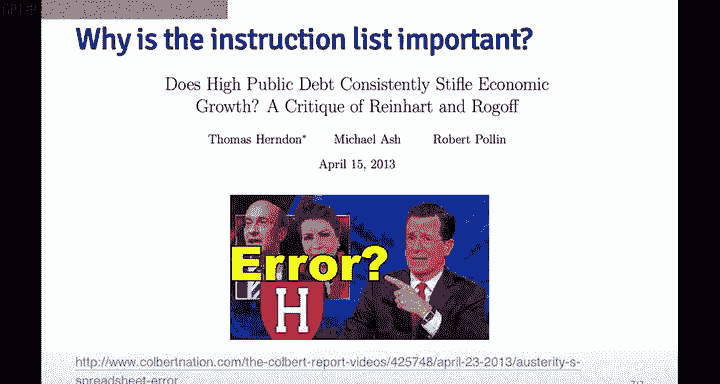 Why is the instruction list important?
Does High Public Debt Consistently Stifle Economic
Growth? A Critique of Reinhart and Rogoff
Thomas Herndon* Michael Ash Robert Pollin
April 15, 2013
Error?
H
http://www.colbertnation.com/the-colbert-report-videos/425748/april-23-2013/austerity-s-
spreadsheet-error